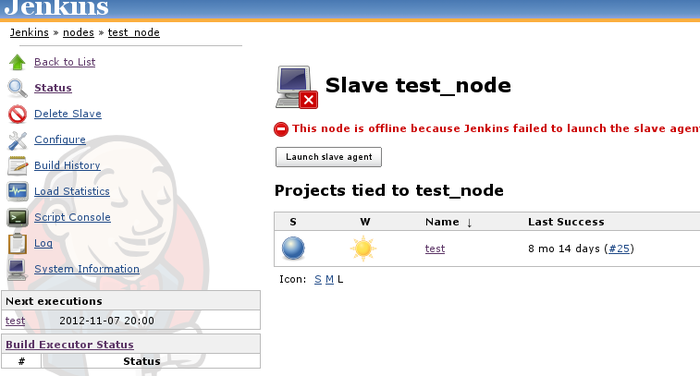 Jenkins
Jenkins » nodes » test_node
Back to List
Status
Delete Slave
Configure
Build History
Load Statistics
Script Console
Log
System Information
Next executions
test 2012-11-07 20:00
Build Executor Status
# Status
Slave test_node
This node is offline because Jenkins failed to launch the slave agen
Launch slave agent
Projects tied to test_node
S W Name ↓ Last Success
test 8 mo 14 days (#25)
Icon: S M L